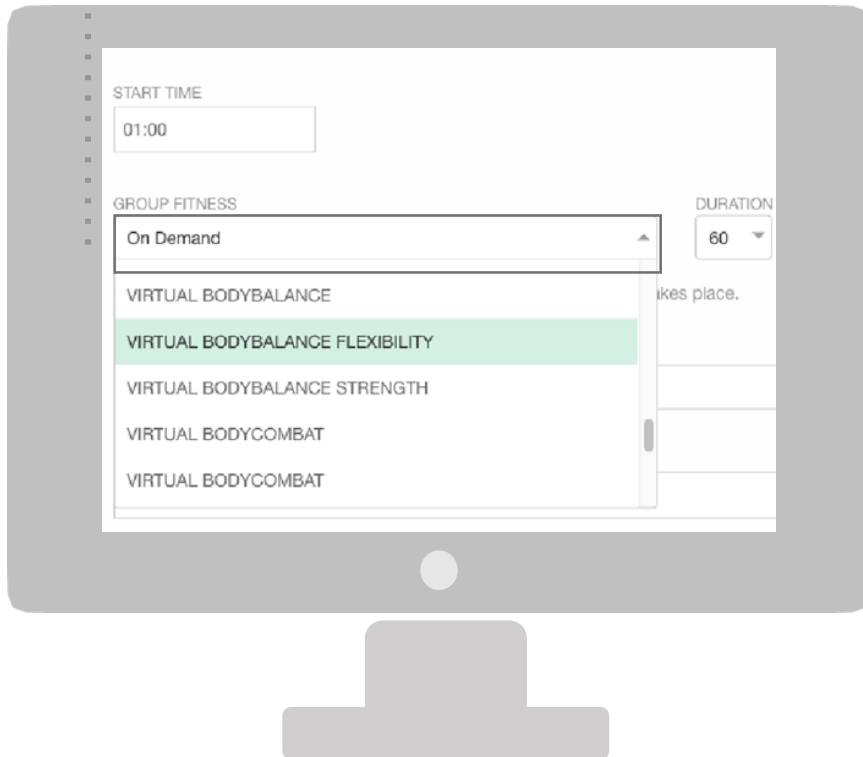 START TIME
01:00
GROUP FITNESS
DURATION
On Demand
60
VIRTUAL BODYBALANCE
place.
VIRTUAL BODYBALANCE FLEXIBILITY
VIRTUAL BODYBALANCE STRENGTH
VIRTUAL BODYCOMBAT
VIRTUAL BODYCOMBAT